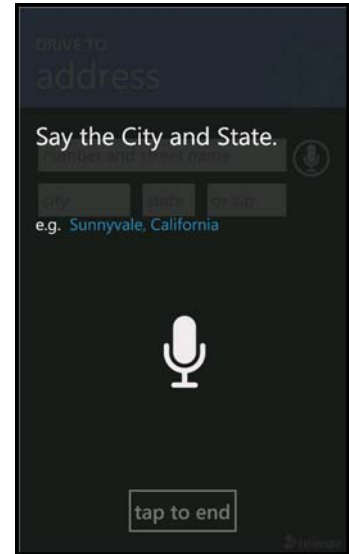 DRIVE TO
address
Say the City and State.
number and street name
city state or zip
e.g. Sunnyvale, California
tap to end